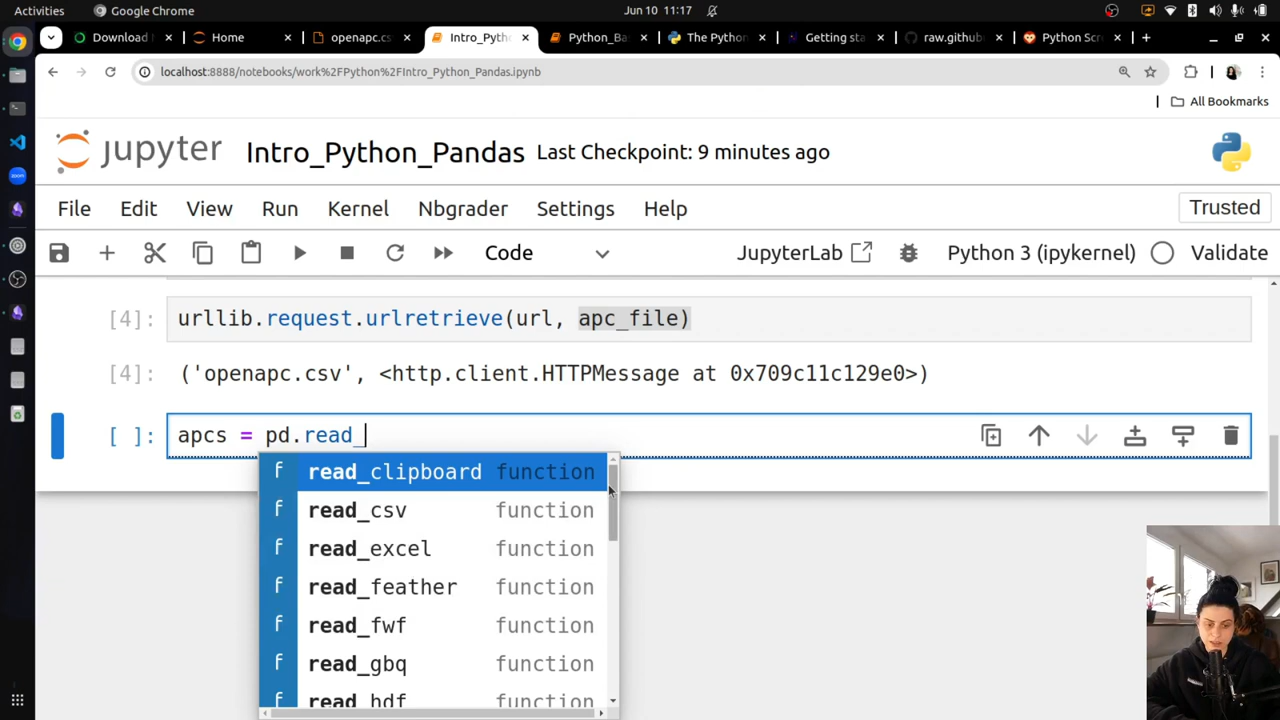 Activities
Google Chrome
Jun 10 11:17
Download
Home
openapc.cs
Intro_Pyth
Python_Ba
The Python
Getting sta
raw.github
Python Scr
localhost:8888/notebooks/work%2FPython%2FIntro_Python_Pandas.ipynb
All Bookmarks
jupyter
Intro_Python_Pandas
Last Checkpoint: 9 minutes ago
File
Edit
View
Run
Kernel
Nbgrader
Settings
Help
Trusted
Code
JupyterLab
Python 3 (ipykernel)
Validate
[4]:
urllib.request.urlretrieve(url, apc_file)
[4]:
('openapc.csv', <http.client.HTTPMessage at 0x709c11c129e0>)
[ ]:
apcs = pd.read_
f read_clipboard function
f read_csv function
f read_excel function
f read_feather function
f read_fwf function
f read_gbq function
f read_hdf function
zoom